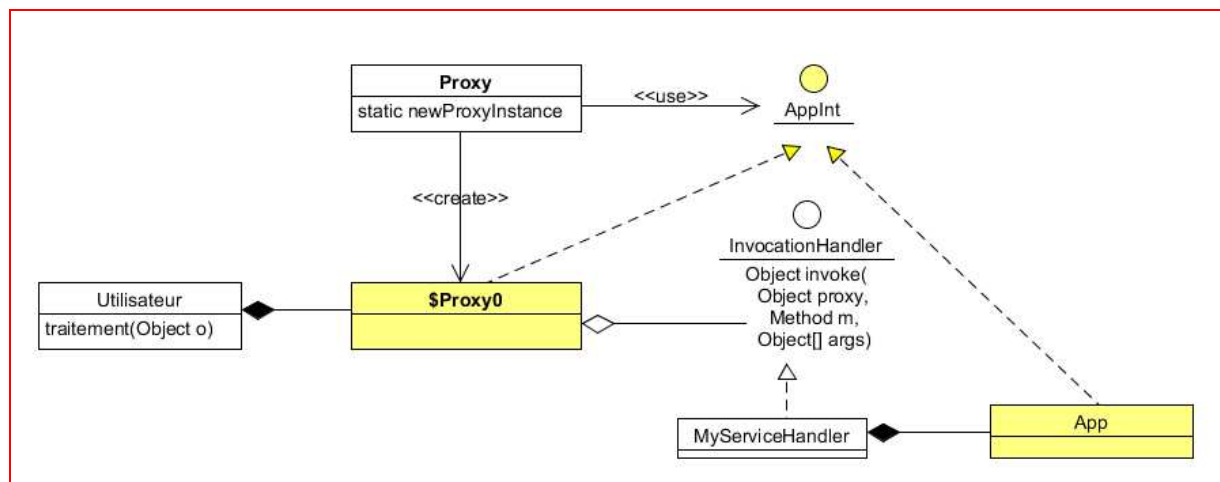 Proxy
static newProxyInstance
<<use>>
AppInt
<<create>>
InvocationHandler
Object invoke(
Object proxy,
Method m,
Object[] args)
Utilisateur
traitement(Object o)
$Proxy0
MyServiceHandler
App